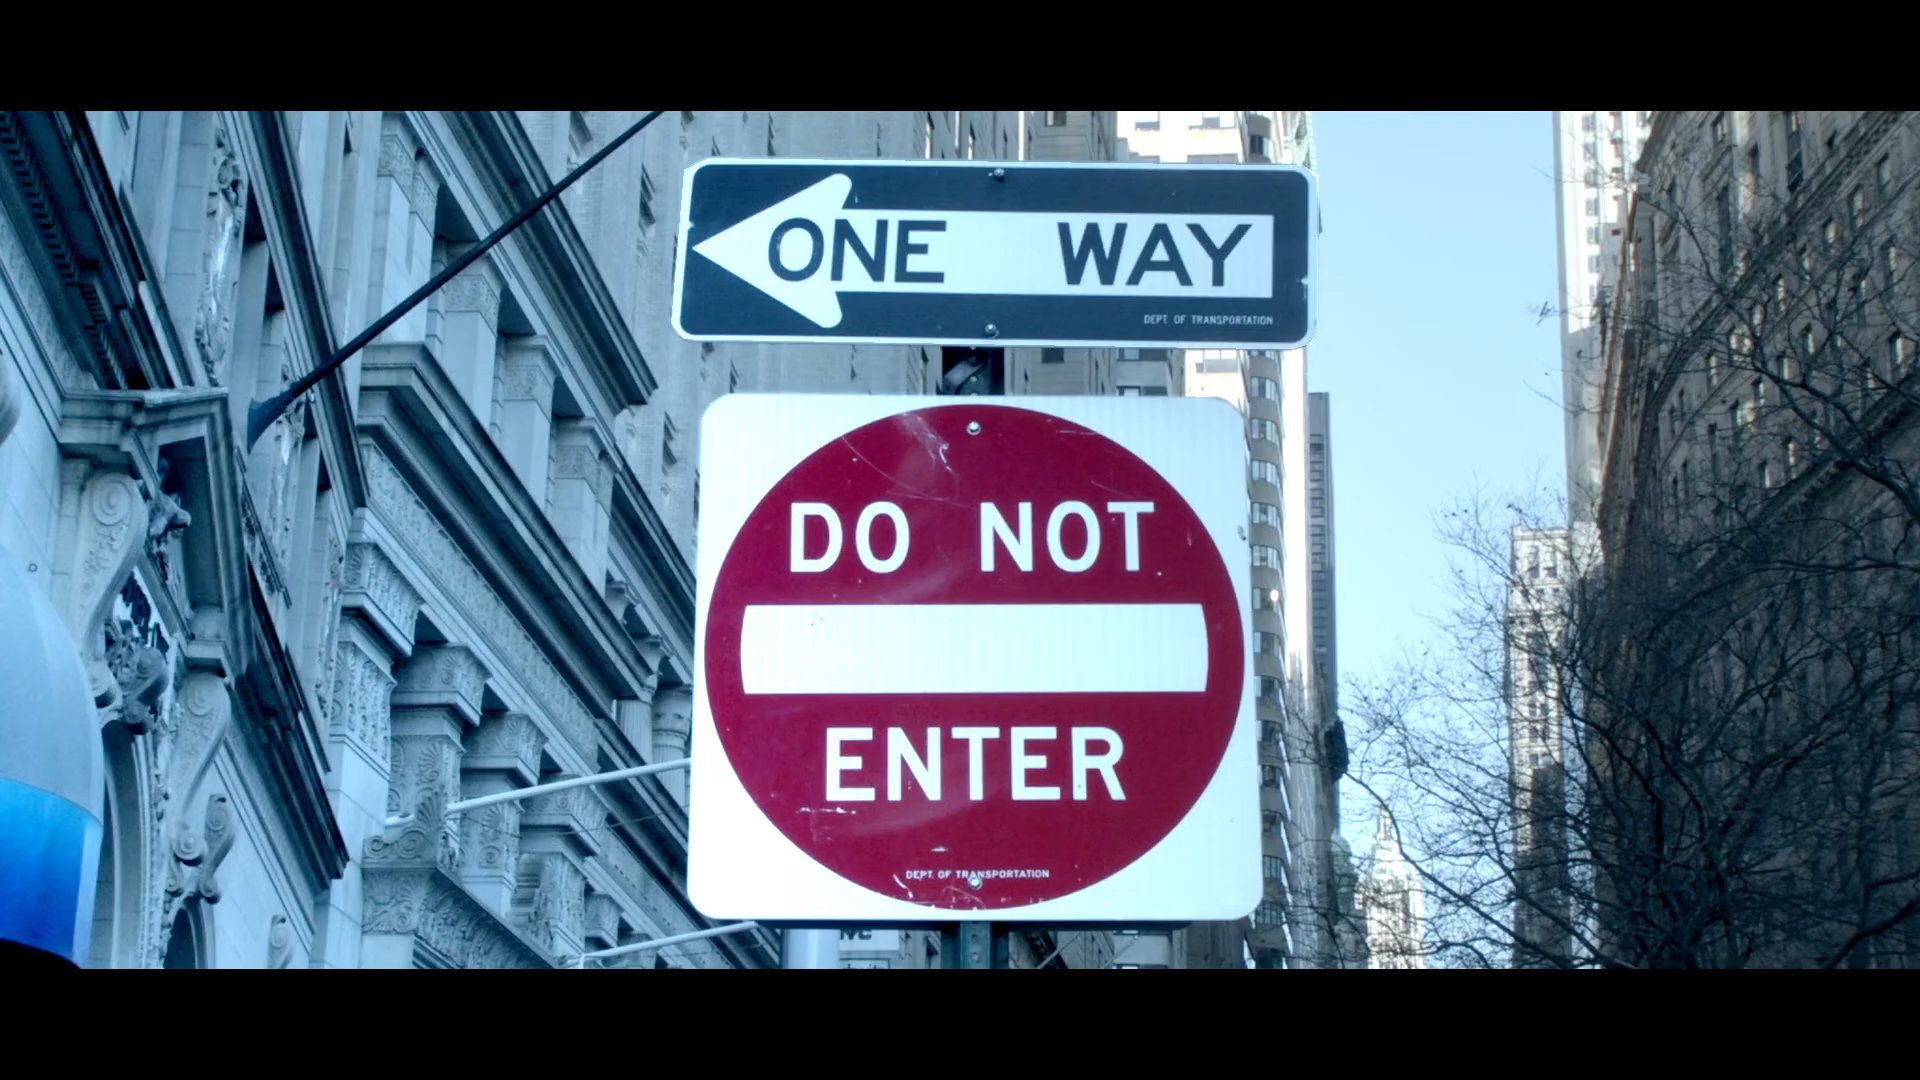 ONE WAY
DEPT. OF TRANSPORTATION
DO NOT
ENTER
DEPT. OF TRANSPORTATION